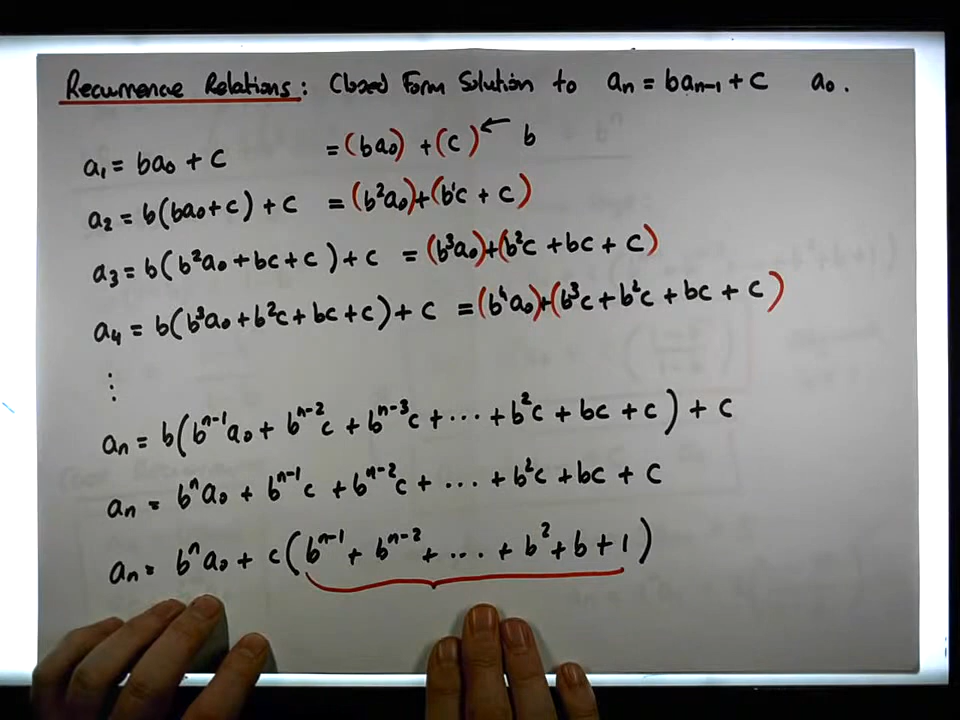 Recurrence Relations: Closed Form Solution to aₙ = baₙ₋₁ + c   a₀.
a₁ = ba₀ + c   = (ba₀) + (c) ← b
a₂ = b(ba₀ + c) + c   = (b²a₀) + (b¹c + c)
a₃ = b(b²a₀ + bc + c) + c   = (b³a₀) + (b²c + bc + c)
a₄ = b(b³a₀ + b²c + bc + c) + c   = (b⁴a₀) + (b³c + b²c + bc + c)
⋮
aₙ = b(bⁿ⁻¹a₀ + bⁿ⁻²c + bⁿ⁻³c + ... + b²c + bc + c) + c
aₙ = bⁿa₀ + bⁿ⁻¹c + bⁿ⁻²c + ... + b²c + bc + c
aₙ = bⁿa₀ + c(bⁿ⁻¹ + bⁿ⁻² + ... + b² + b + 1)